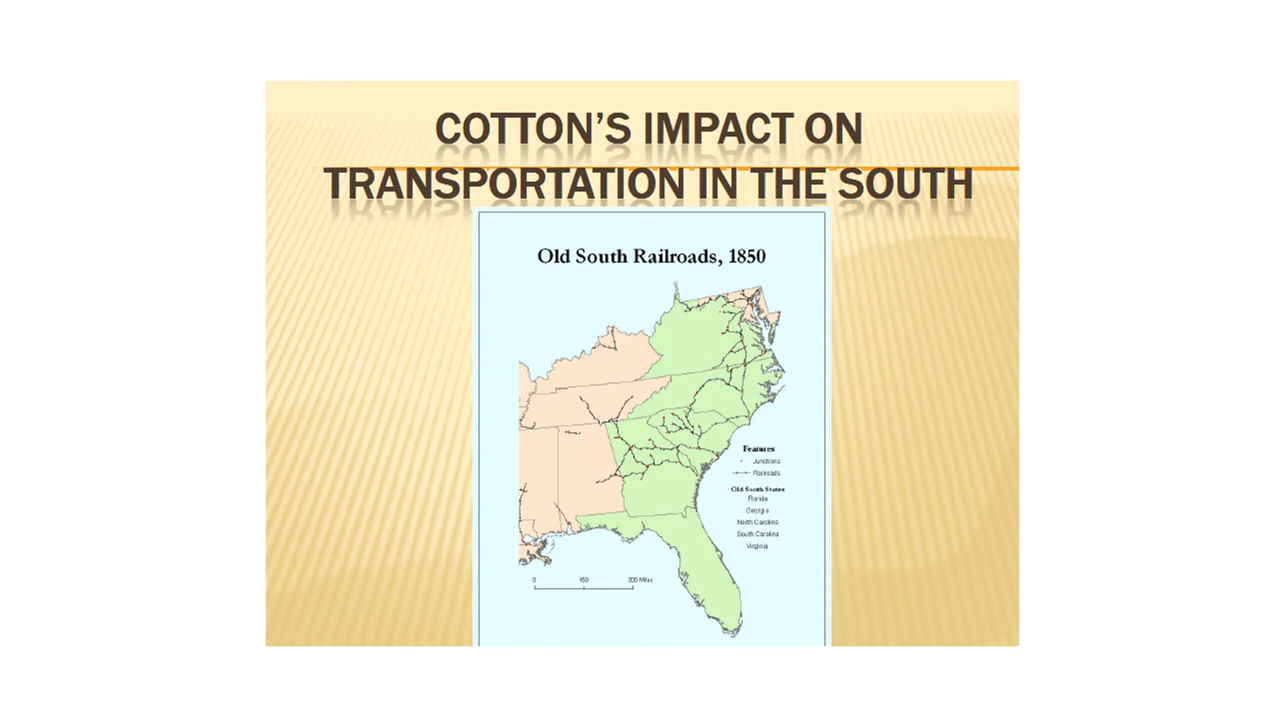 COTTON'S IMPACT ON
TRANSPORTATION IN THE SOUTH
Old South Railroads, 1850
Features
Junctions
Railroads
Old South States
Florida
Georgia
North Carolina
South Carolina
Virginia
0 150 300 Miles